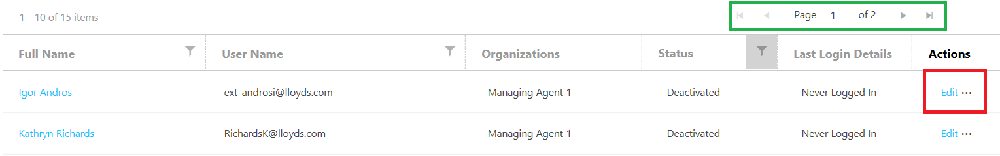 1 - 10 of 15 items Page 1 of 2
Full Name User Name Organizations Status Last Login Details Actions
Igor Andros ext_androsi@lloyds.com Managing Agent 1 Deactivated Never Logged In Edit •••
Kathryn Richards RichardsK@lloyds.com Managing Agent 1 Deactivated Never Logged In Edit •••